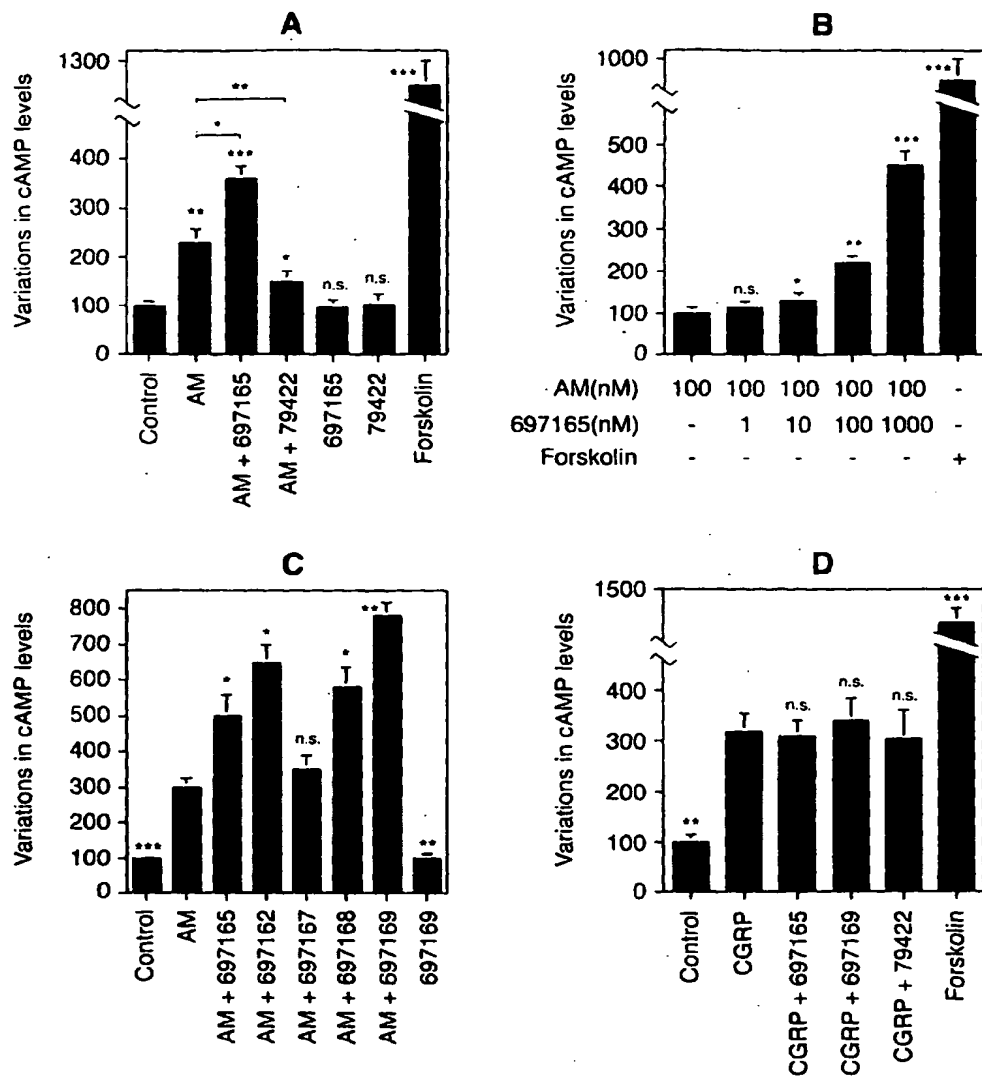 A
Variations in cAMP levels
1300
400
300
200
100
0
**
*
**
***
*
n.s.
n.s.
***
Control
AM
AM + 697165
AM + 79422
697165
79422
Forskolin
B
Variations in cAMP levels
1000
500
400
300
200
100
0
n.s.
*
**
***
***
AM(nM) 100 100 100 100 100 -
697165(nM) - 1 10 100 1000 -
Forskolin - - - - - +
C
Variations in cAMP levels
800
700
600
500
400
300
200
100
0
***
*
*
n.s.
*
**
**
Control
AM
AM + 697165
AM + 697162
AM + 697167
AM + 697168
AM + 697169
697169
D
Variations in cAMP levels
1500
400
300
200
100
0
**
n.s.
n.s.
n.s.
***
Control
CGRP
CGRP + 697165
CGRP + 697169
CGRP + 79422
Forskolin